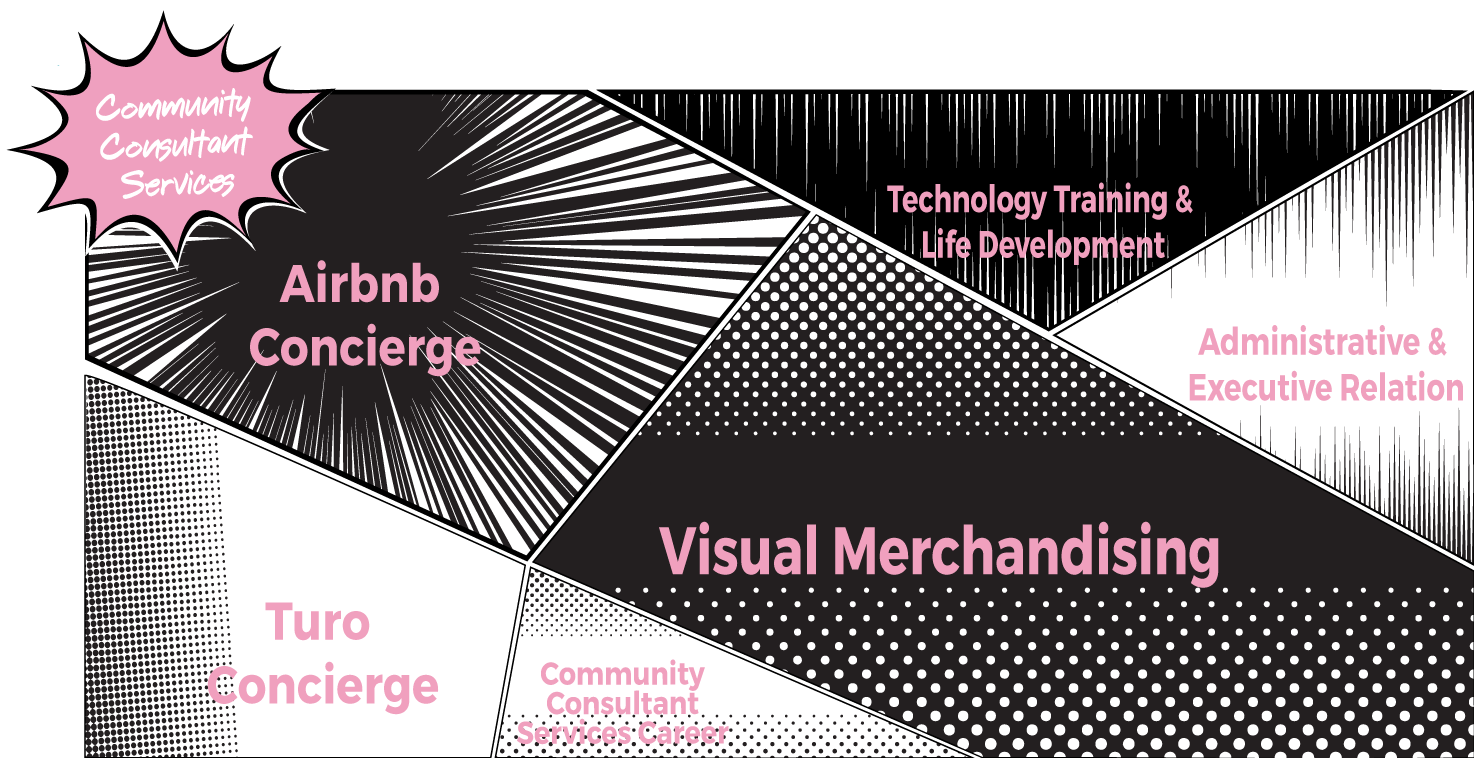 Community
Consultant
Services
Airbnb
Concierge
Technology Training &
Life Development
Administrative &
Executive Relation
Visual Merchandising
Turo
Concierge
Community
Consultant
Services Career